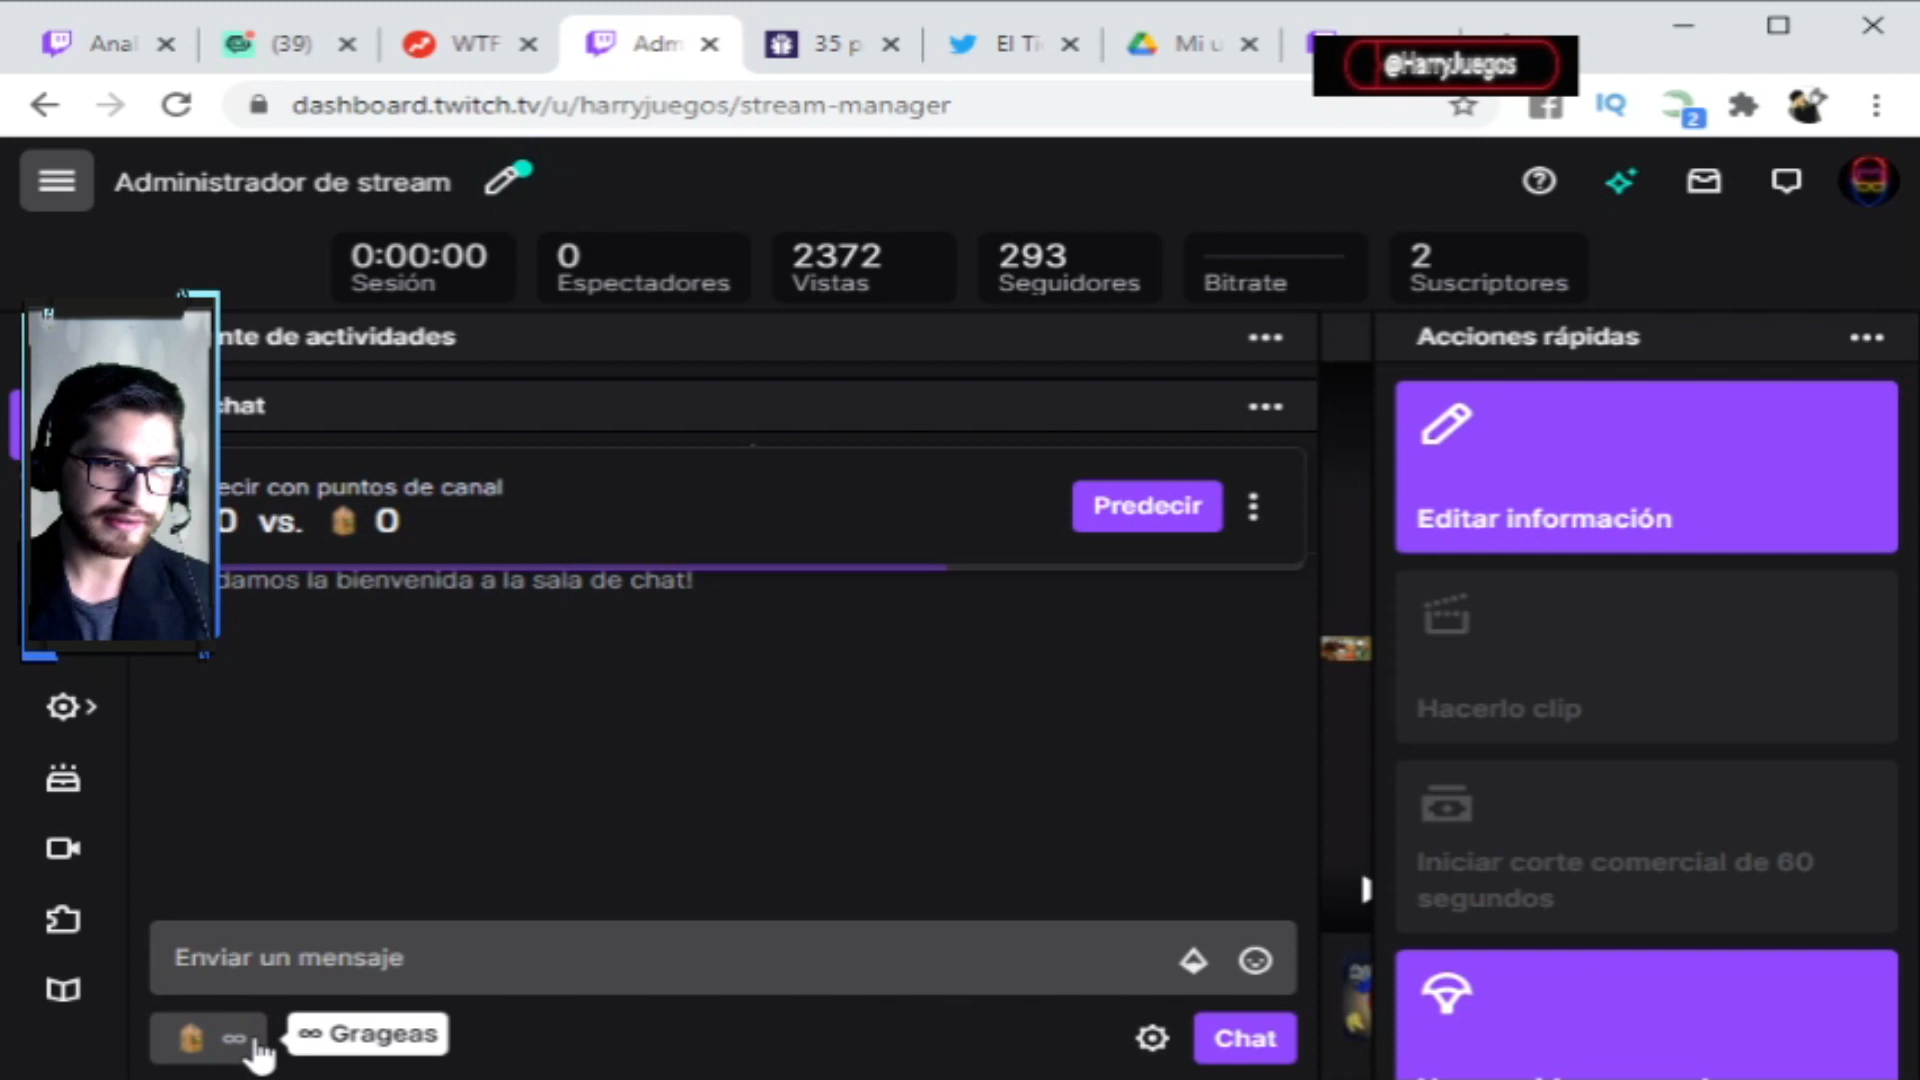 Anal
(39)
WTF
Adm
35 p
El Ti
Mi u
@HarryJuegos
dashboard.twitch.tv/u/harryjuegos/stream-manager
IQ
2
Administrador de stream
0:00:00
Sesión
0
Espectadores
2372
Vistas
293
Seguidores
Bitrate
2
Suscriptores
nte de actividades
Acciones rápidas
chat
ecir con puntos de canal
0 vs. 0
Predecir
Editar información
damos la bienvenida a la sala de chat!
Hacerlo clip
Iniciar corte comercial de 60
segundos
Enviar un mensaje
∞
∞ Grageas
Chat